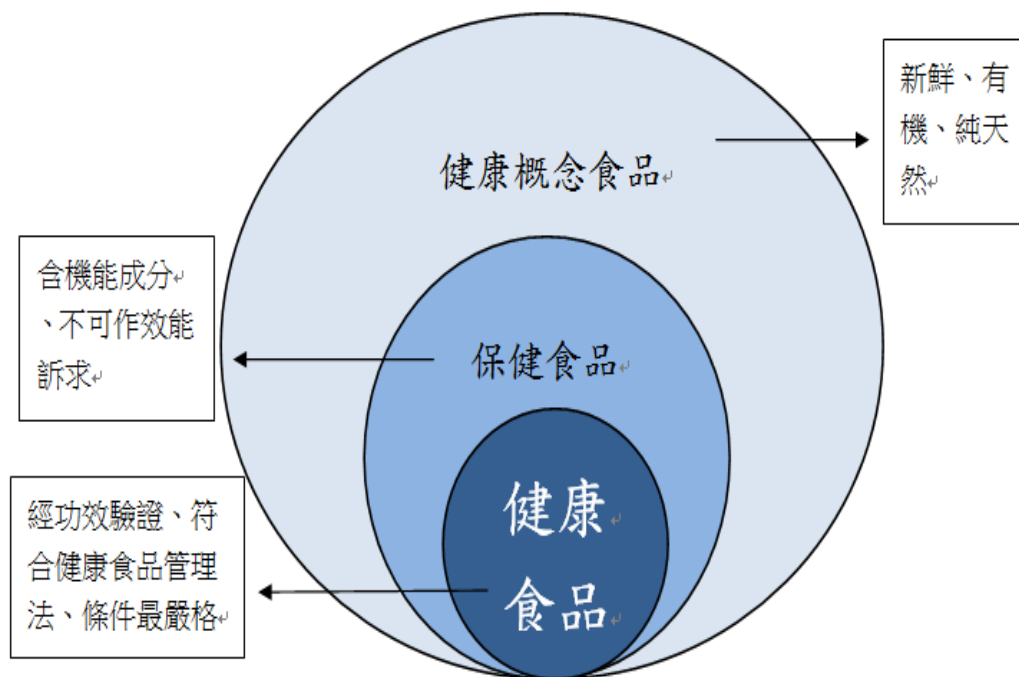 新鮮、有
機、純天
然
健康概念食品
含機能成分
、不可作效能
訴求
保健食品
經功效驗證、符
合健康食品管理
法、條件最嚴格
健康
食品